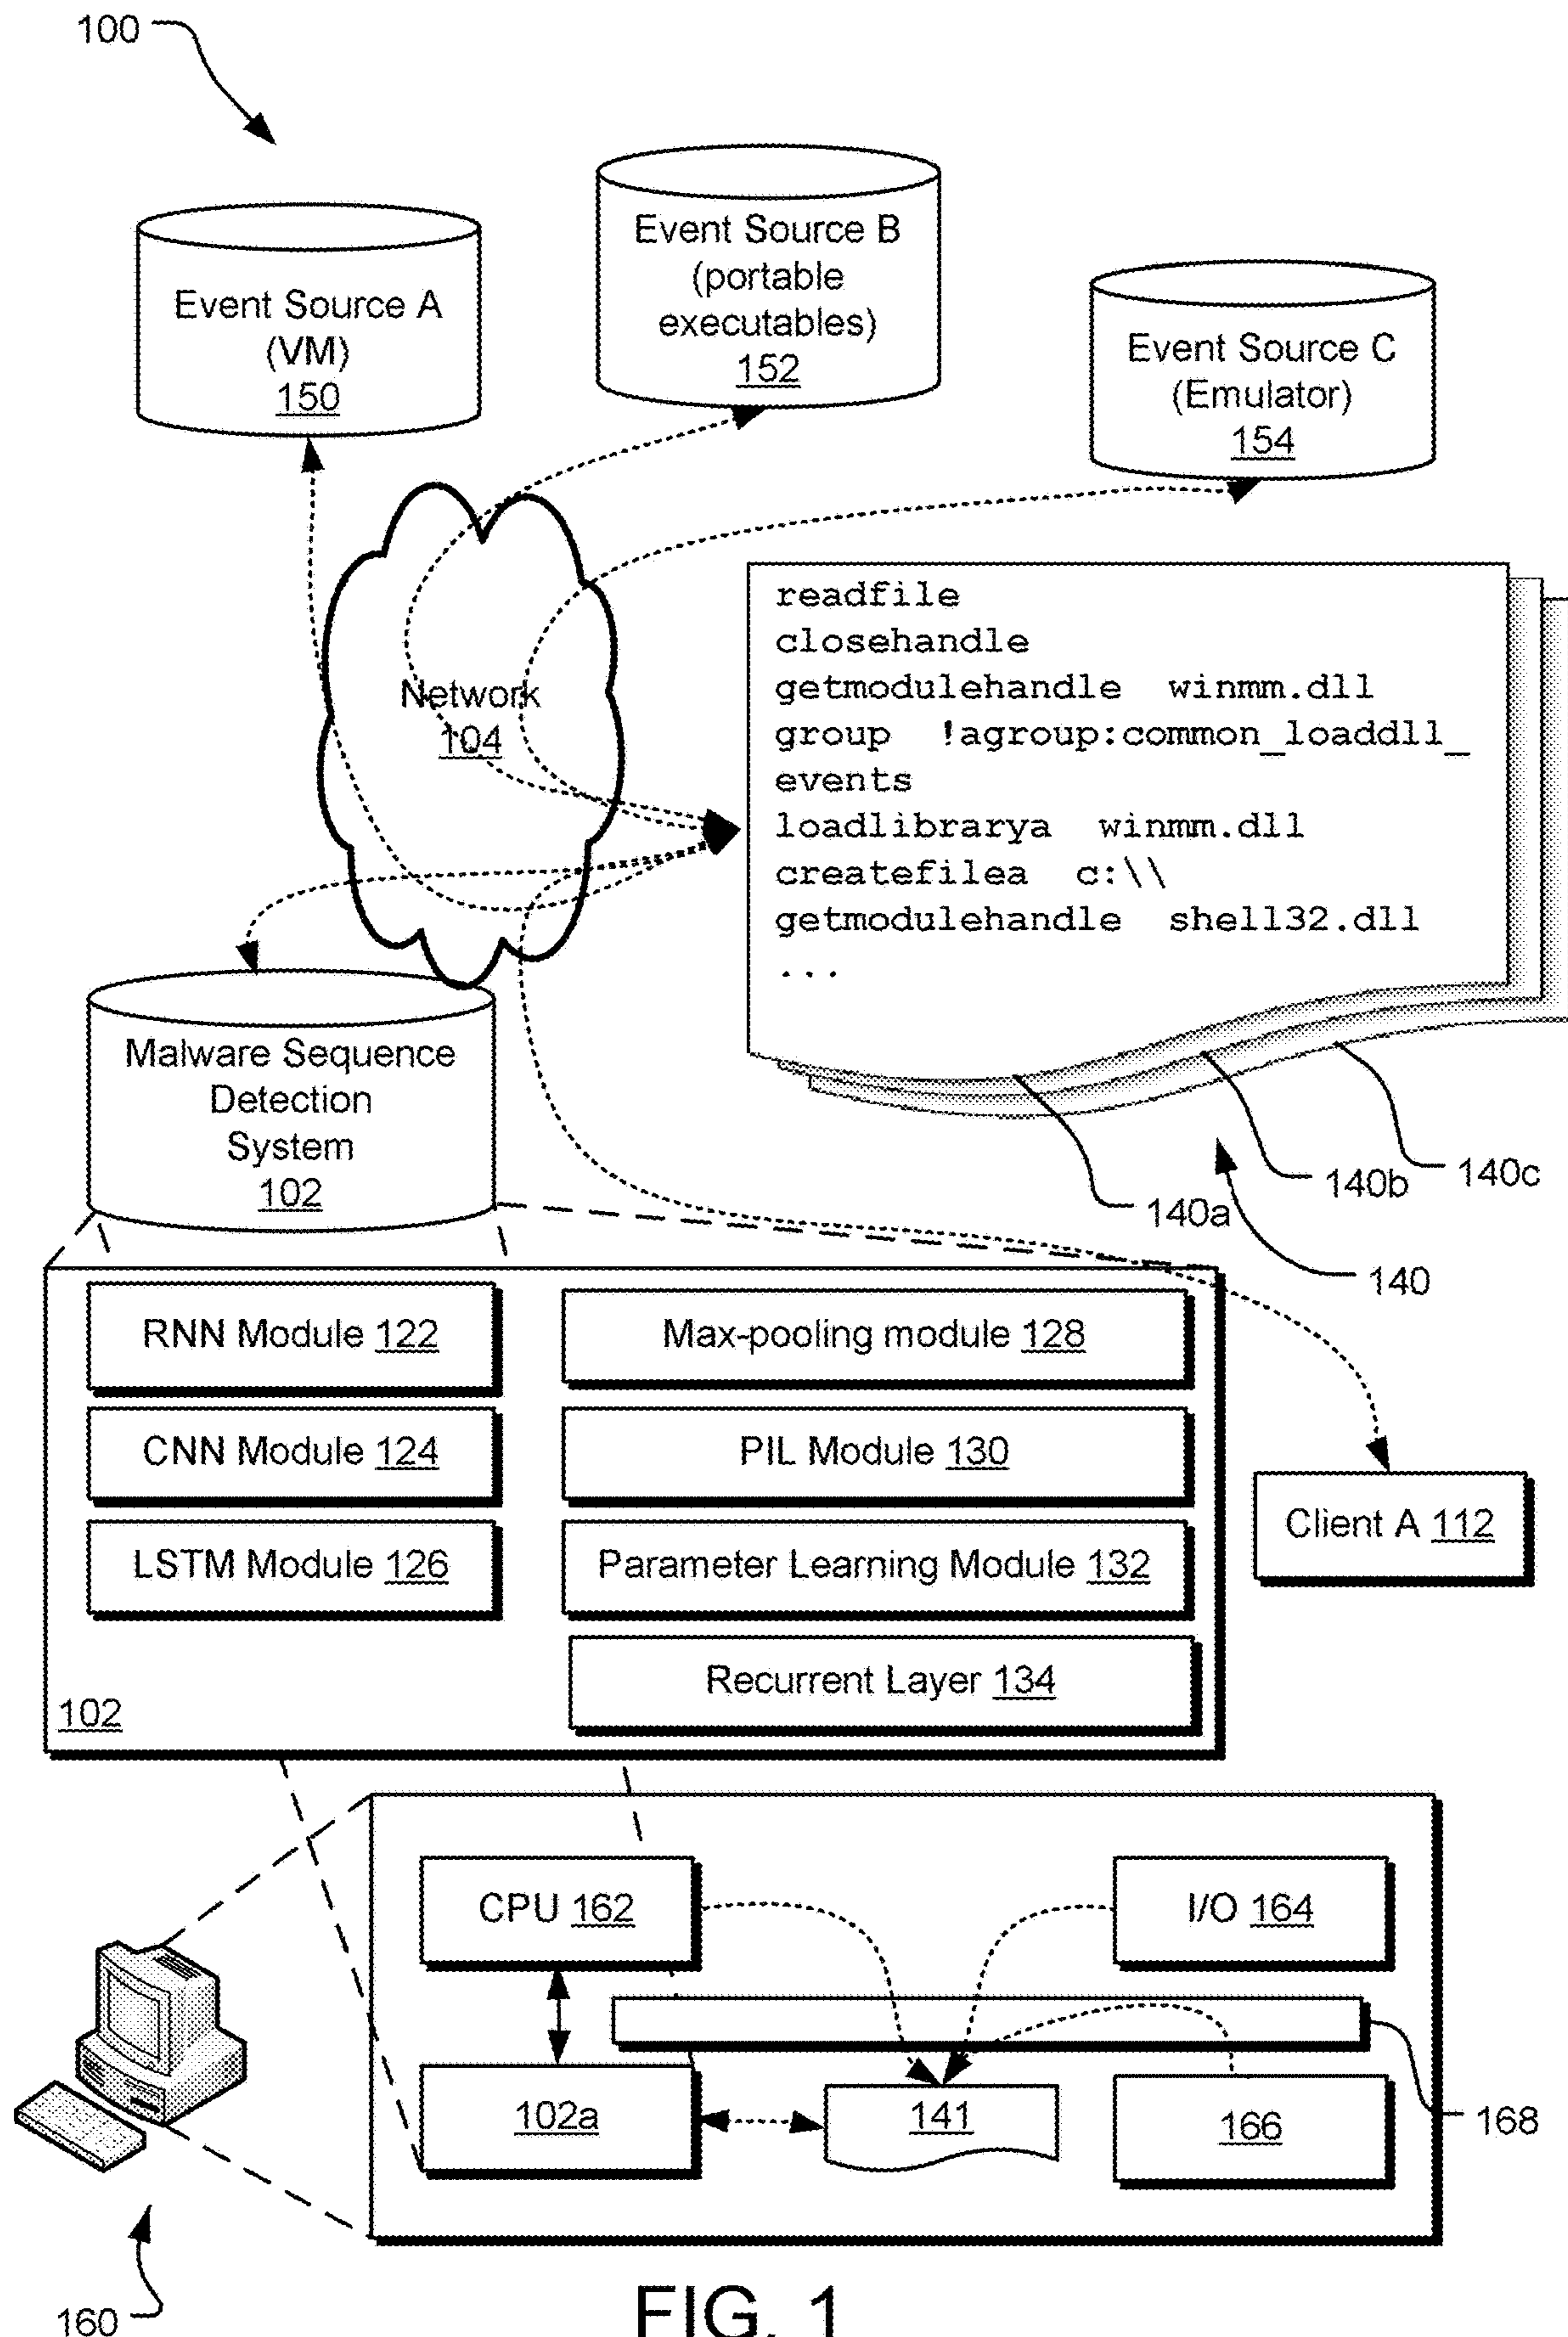 100
Event Source A
(VM)
150
Event Source B
(portable
executables)
152
Event Source C
(Emulator)
154
Network
104
readfile
closehandle
getmodulehandle winmm.dll
group !agroup:common_loaddll_
events
loadlibrarya winmm.dll
createfilea c:\\
getmodulehandle shell32.dll
...
140a
140b
140c
140
Malware Sequence
Detection
System
102
RNN Module 122
CNN Module 124
LSTM Module 126
Max-pooling module 128
PIL Module 130
Parameter Learning Module 132
Recurrent Layer 134
102
Client A 112
CPU 162
I/O 164
102a
141
166
168
160
FIG. 1